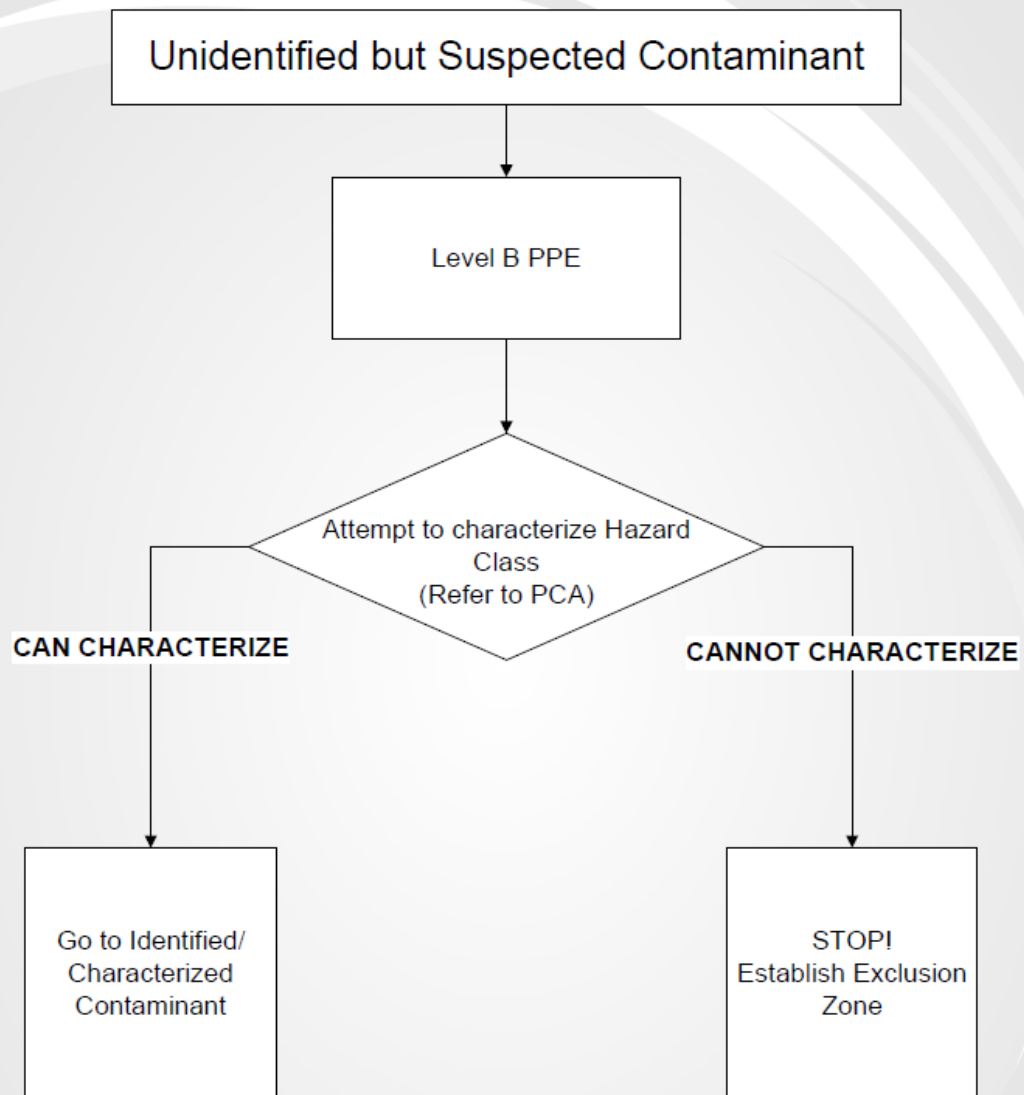 Unidentified but Suspected Contaminant
Level B PPE
Attempt to characterize Hazard
Class
(Refer to PCA)
CAN CHARACTERIZE
CANNOT CHARACTERIZE
Go to Identified/
Characterized
Contaminant
STOP!
Establish Exclusion
Zone